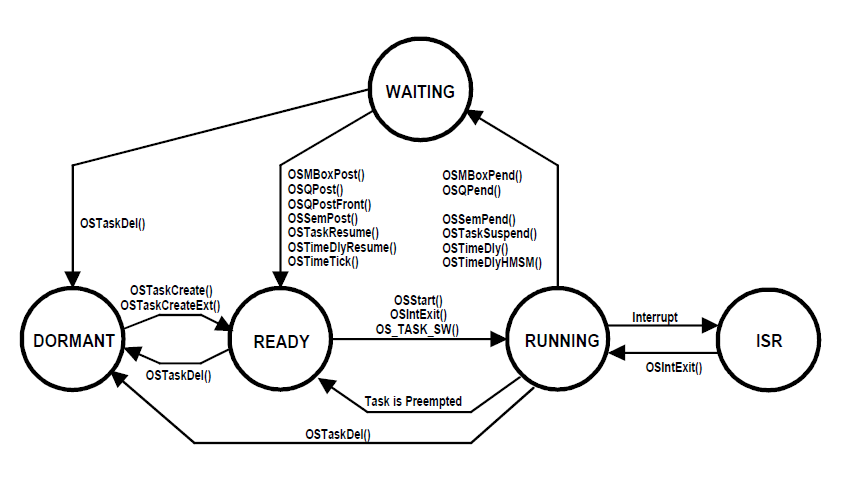 WAITING
OSMBoxPost()
OSQPost()
OSQPostFront()
OSSemPost()
OSTaskResume()
OSTimeDlyResume()
OSTimeTick()
OSMBoxPend()
OSQPend()
OSSemPend()
OSTaskSuspend()
OSTimeDly()
OSTimeDlyHMSM()
OSTaskDel()
OSTaskCreate()
OSTaskCreateExt()
OSStart()
OSIntExit()
OS_TASK_SW()
Interrupt
DORMANT
READY
RUNNING
ISR
OSTaskDel()
OSIntExit()
Task is Preempted
OSTaskDel()